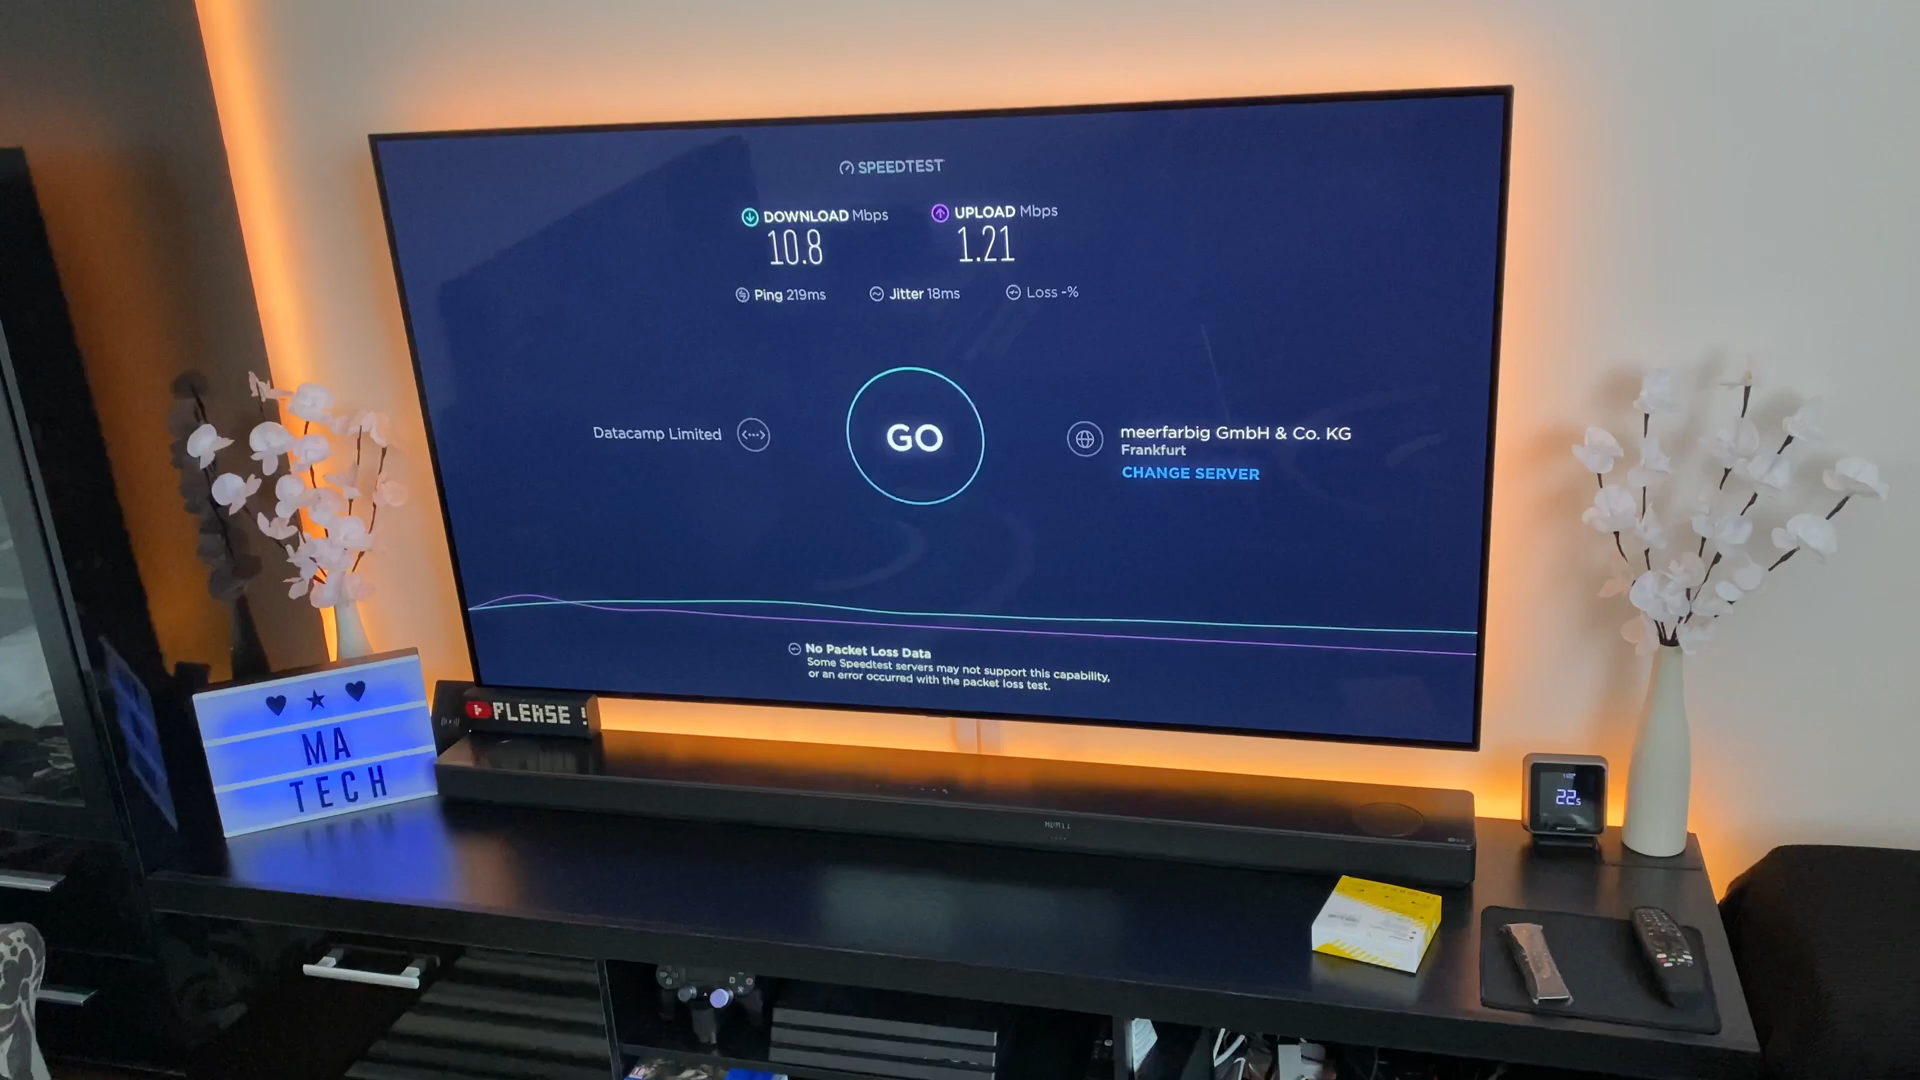 SPEEDTEST
DOWNLOAD Mbps
10.8
UPLOAD Mbps
1.21
Ping 219ms
Jitter 18ms
Loss -%
Datacamp Limited
GO
meerfarbig GmbH & Co. KG
Frankfurt
CHANGE SERVER
No Packet Loss Data
Some Speedtest servers may not support this capability,
or an error occurred with the packet loss test.
PLEASE !
MA
TECH
225